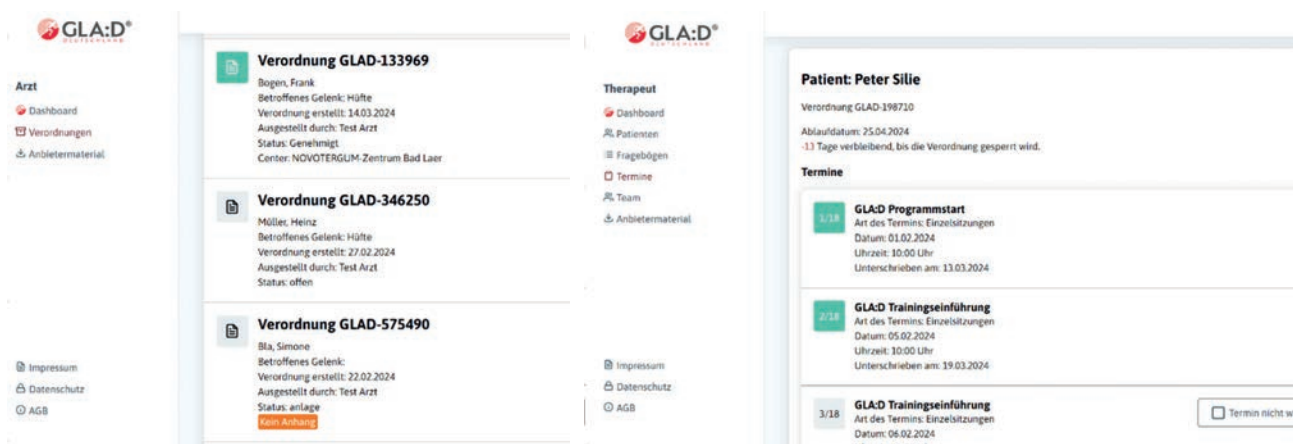 GLA:D®
DEUTSCHLAND
Arzt
Dashboard
Verordnungen
Anbietermaterial
Impressum
Datenschutz
AGB
Verordnung GLAD-133969
Bogen, Frank
Betroffenes Gelenk: Hüfte
Verordnung erstellt: 14.03.2024
Ausgestellt durch: Test Arzt
Status: Genehmigt
Center: NOVOTERGUM-Zentrum Bad Laer
Verordnung GLAD-346250
Müller, Heinz
Betroffenes Gelenk: Hüfte
Verordnung erstellt: 27.02.2024
Ausgestellt durch: Test Arzt
Status: offen
Verordnung GLAD-575490
Bla, Simone
Betroffenes Gelenk:
Verordnung erstellt: 22.02.2024
Ausgestellt durch: Test Arzt
Status: anlage
Kein Anhang
GLA:D®
DEUTSCHLAND
Therapeut
Dashboard
Patienten
Fragebögen
Termine
Team
Anbietermaterial
Impressum
Datenschutz
AGB
Patient: Peter Silie
Verordnung GLAD-198710
Ablaufdatum: 25.04.2024
-13 Tage verbleibend, bis die Verordnung gesperrt wird.
Termine
1/18
GLA:D Programmstart
Art des Termins: Einzelsitzungen
Datum: 01.02.2024
Uhrzeit: 10:00 Uhr
Unterschrieben am: 13.03.2024
2/18
GLA:D Trainingseinführung
Art des Termins: Einzelsitzungen
Datum: 05.02.2024
Uhrzeit: 10:00 Uhr
Unterschrieben am: 19.03.2024
3/18
GLA:D Trainingseinführung
Art des Termins: Einzelsitzungen
Datum: 06.02.2024
Termin nicht w